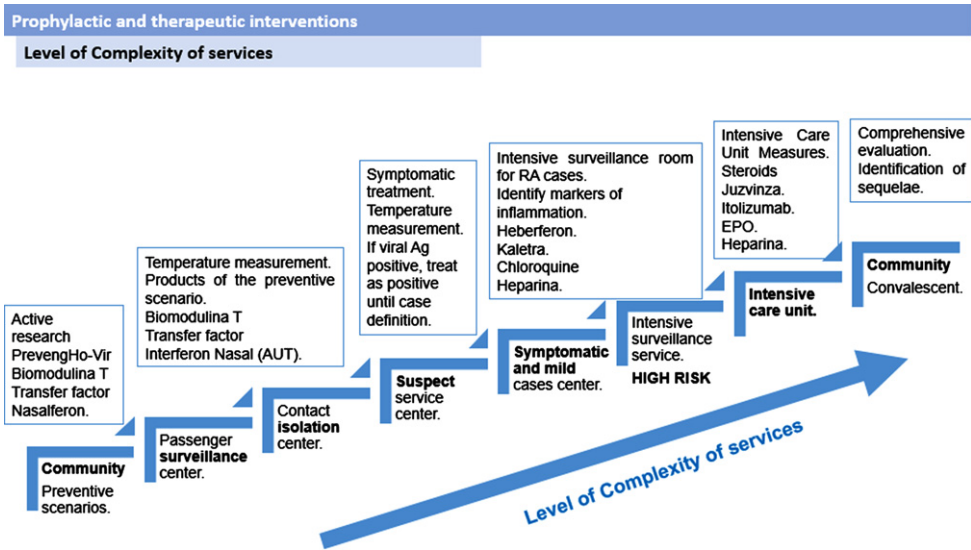 Prophylactic and therapeutic interventions
Level of Complexity of services
Active
research
PrevengHo-Vir
Biomodulina T
Transfer factor
Nasalferon.
Community
Preventive
scenarios.
Temperature measurement.
Products of the preventive
scenario.
Biomodulina T
Transfer factor
Interferon Nasal (AUT).
Passenger
surveillance
center.
Contact
isolation
center.
Symptomatic
treatment.
Temperature
measurement.
If viral Ag
positive, treat
as positive
until case
definition.
Suspect
service
center.
Intensive surveillance room
for RA cases.
Identify markers of
inflammation.
Heberferon.
Kaletra.
Chloroquine
Heparina.
Symptomatic
and mild
cases center.
Intensive
surveillance
service.
HIGH RISK
Intensive Care
Unit Measures.
Steroids
Juzvinza.
Itolizumab.
EPO.
Heparina.
Intensive
care unit.
Comprehensive
evaluation.
Identification of
sequelae.
Community
Convalescent.
Level of Complexity of services